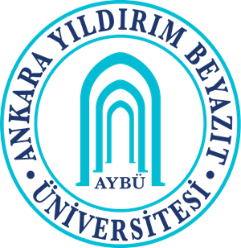 • ANKARA YILDIRIM BEYAZIT •
ÜNİVERSİTESİ
AYBÜ